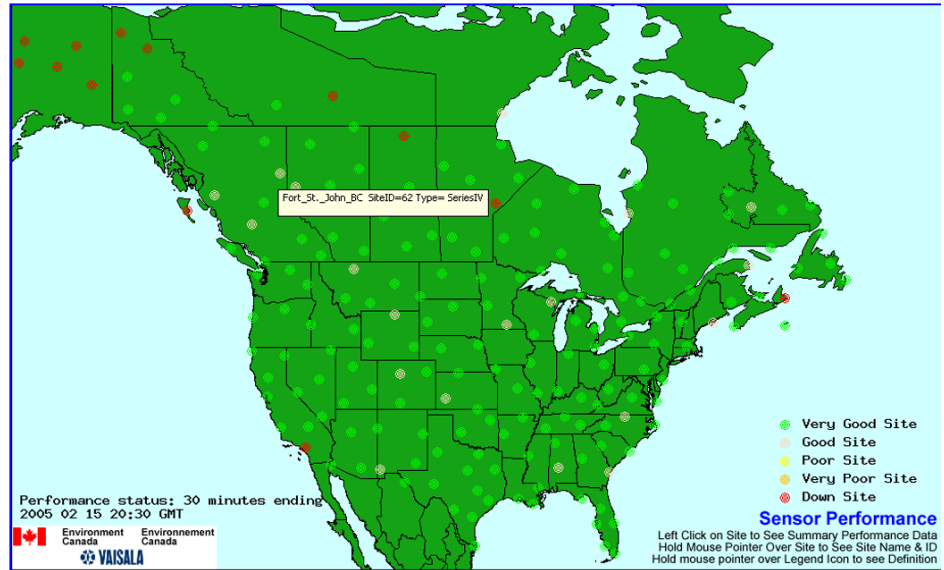 Fort_St._John_BC SiteID=62 Type= SeriesIV
Very Good Site
Good Site
Poor Site
Very Poor Site
Down Site
Performance status: 30 minutes ending
2005 02 15 20:30 GMT
Environment
Canada
Environnement
Canada
VAISALA
Sensor Performance
Left Click on Site to See Summary Performance Data
Hold Mouse Pointer Over Site to See Site Name & ID
Hold mouse pointer over Legend Icon to see Definition